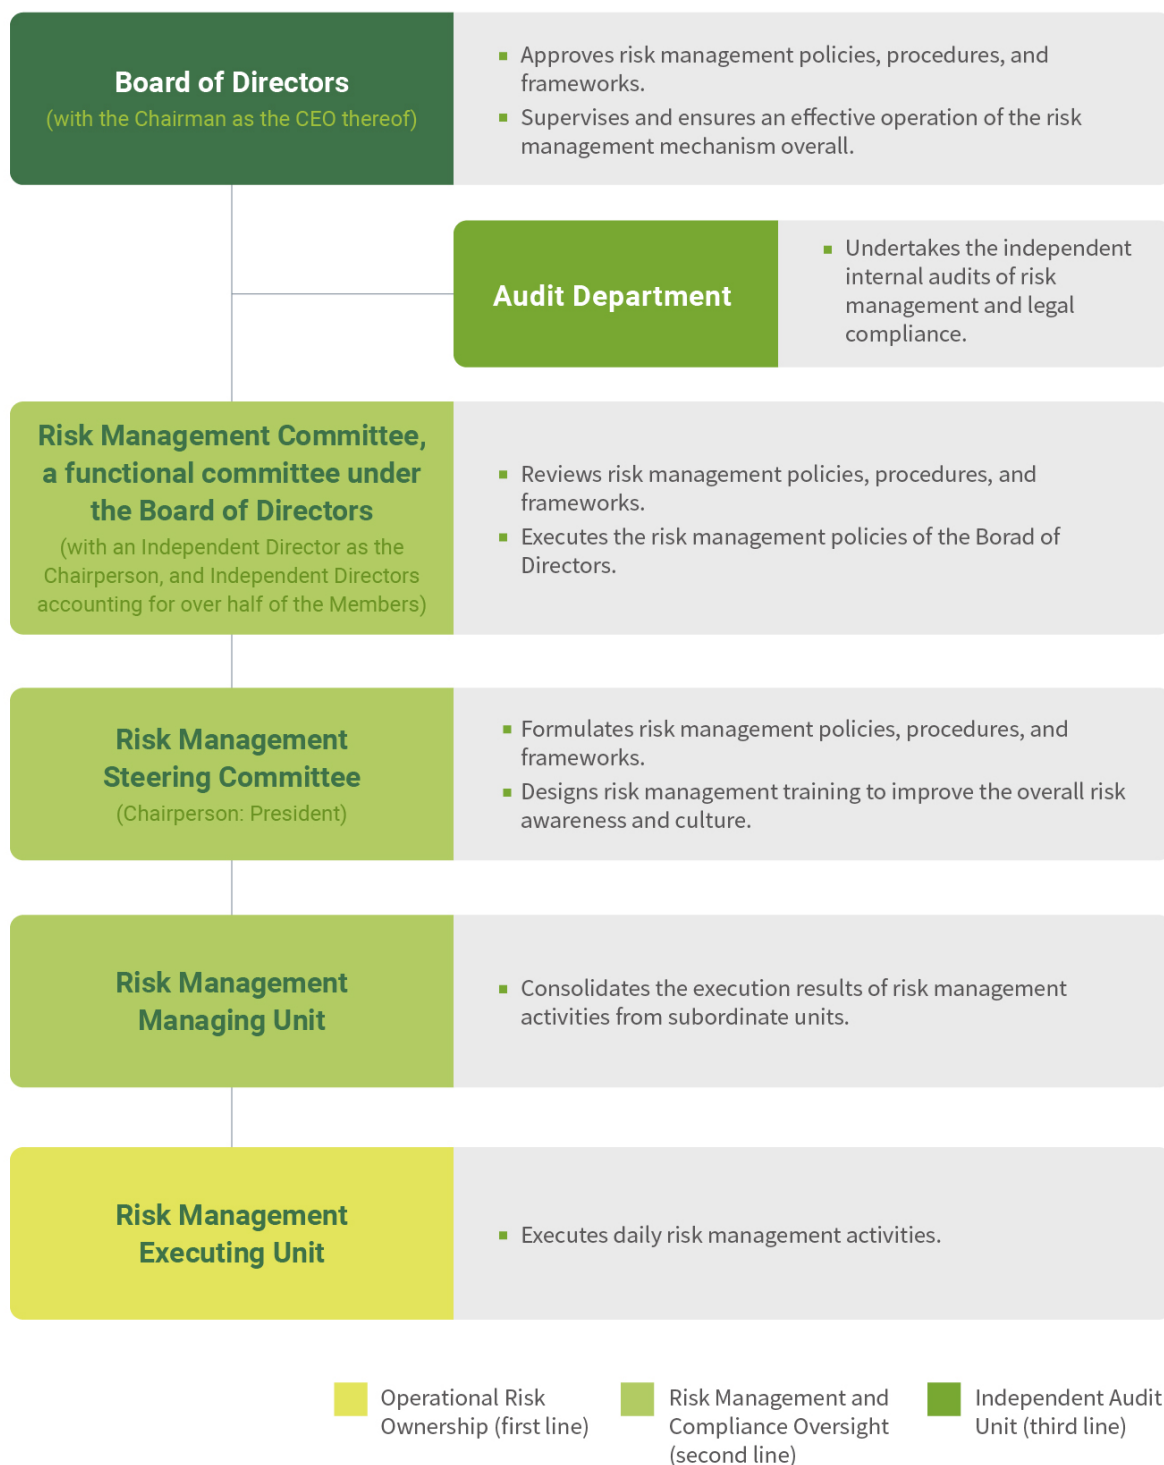 Board of Directors
(with the Chairman as the CEO thereof)
Approves risk management policies, procedures, and
frameworks.
Supervises and ensures an effective operation of the risk
management mechanism overall.
Audit Department
Undertakes the independent
internal audits of risk
management and legal
compliance.
Risk Management Committee,
a functional committee under
the Board of Directors
(with an Independent Director as the
Chairperson, and Independent Directors
accounting for over half of the Members)
Reviews risk management policies, procedures, and
frameworks.
Executes the risk management policies of the Borad of
Directors.
Risk Management
Steering Committee
(Chairperson: President)
Formulates risk management policies, procedures, and
frameworks.
Designs risk management training to improve the overall risk
awareness and culture.
Risk Management
Managing Unit
Consolidates the execution results of risk management
activities from subordinate units.
Risk Management
Executing Unit
Executes daily risk management activities.
Operational Risk
Ownership (first line)
Risk Management and
Compliance Oversight
(second line)
Independent Audit
Unit (third line)